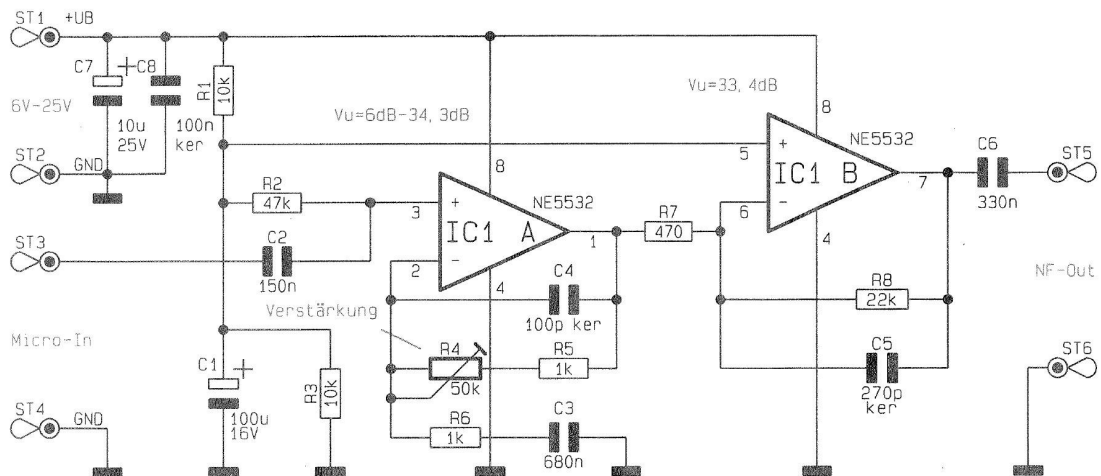 ST1 +UB
C7 + C8
R1
10k
6V-25V
10u
25V
100n
ker
Vu=6dB-34,3dB
Vu=33,4dB
8
NE5532
C6
ST5
5 +
IC1 B
7
6 −
330n
4
ST2 GND
R2
47k
8
NE5532
3 +
IC1 A
1
2 −
4
R7
470
ST3
C2
150n
C4
100p ker
R8
22k
NF-Out
Verstärkung
Micro-In
R4
50k
R5
1k
C5
270p
ker
ST6
C1 +
100u
16V
R3
10k
R6
1k
C3
680n
ST4 GND